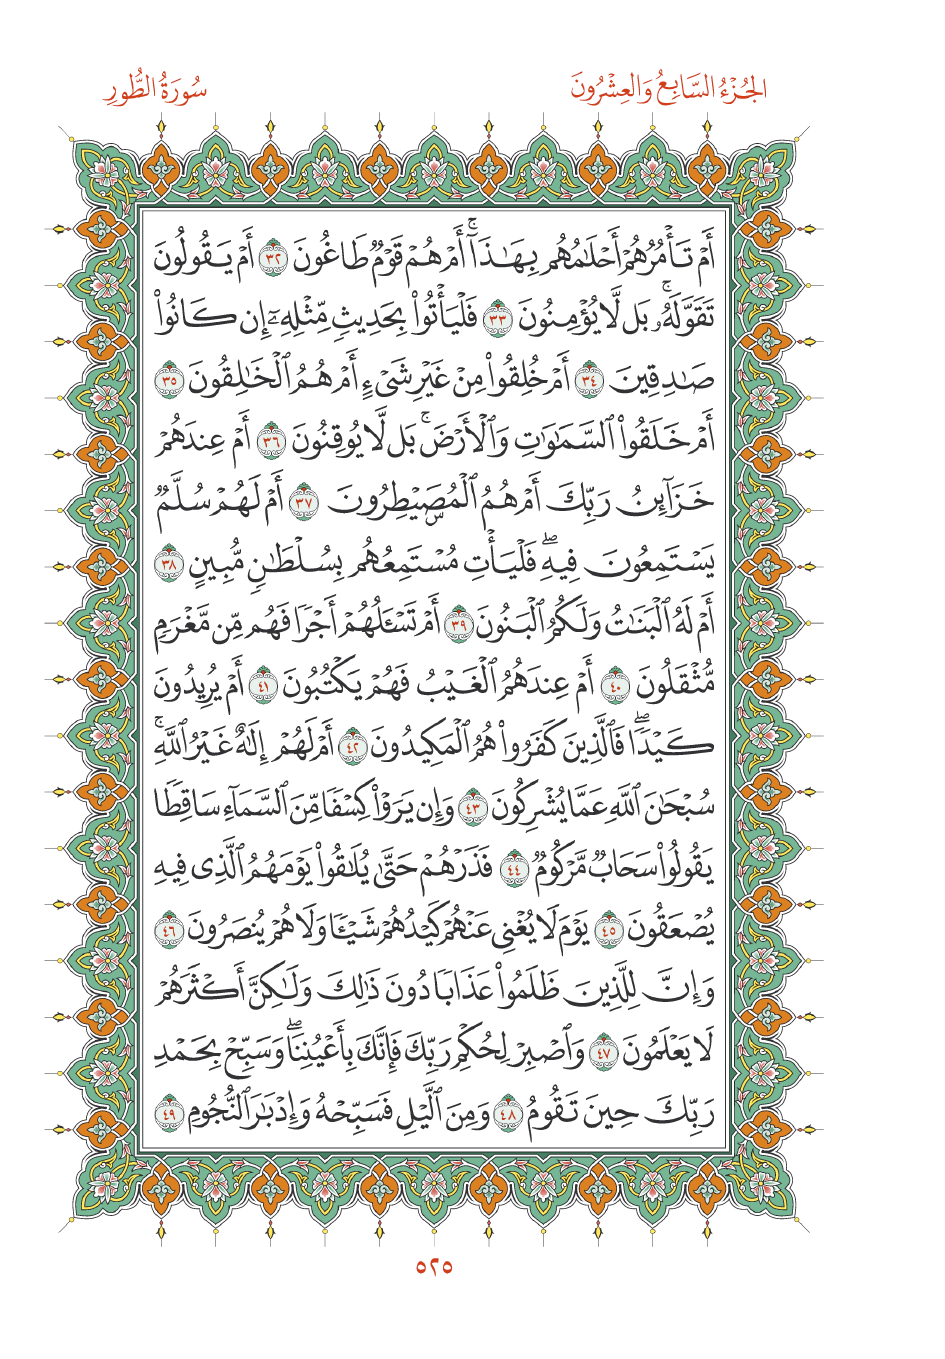 الجُزْءُ السَّابِعُ وَالعِشْرُونَ
سُورَةُ الطُّورِ
أَمْ تَأْمُرُهُمْ أَحْلَٰمُهُم بِهَٰذَآۚ أَمْ هُمْ قَوْمٌ طَاغُونَ ٣٢ أَمْ يَقُولُونَ
تَقَوَّلَهُۥۚ بَل لَّا يُؤْمِنُونَ ٣٣ فَلْيَأْتُوا۟ بِحَدِيثٍ مِّثْلِهِۦٓ إِن كَانُوا۟
صَٰدِقِينَ ٣٤ أَمْ خُلِقُوا۟ مِنْ غَيْرِ شَىْءٍ أَمْ هُمُ ٱلْخَٰلِقُونَ ٣٥
أَمْ خَلَقُوا۟ ٱلسَّمَٰوَٰتِ وَٱلْأَرْضَۚ بَل لَّا يُوقِنُونَ ٣٦ أَمْ عِندَهُمْ
خَزَآئِنُ رَبِّكَ أَمْ هُمُ ٱلْمُصَۣيْطِرُونَ ٣٧ أَمْ لَهُمْ سُلَّمٌ
يَسْتَمِعُونَ فِيهِۖ فَلْيَأْتِ مُسْتَمِعُهُم بِسُلْطَٰنٍ مُّبِينٍ ٣٨
أَمْ لَهُ ٱلْبَنَٰتُ وَلَكُمُ ٱلْبَنُونَ ٣٩ أَمْ تَسْـَٔلُهُمْ أَجْرًا فَهُم مِّن مَّغْرَمٍ
مُّثْقَلُونَ ٤٠ أَمْ عِندَهُمُ ٱلْغَيْبُ فَهُمْ يَكْتُبُونَ ٤١ أَمْ يُرِيدُونَ
كَيْدًاۖ فَٱلَّذِينَ كَفَرُوا۟ هُمُ ٱلْمَكِيدُونَ ٤٢ أَمْ لَهُمْ إِلَٰهٌ غَيْرُ ٱللَّهِۚ
سُبْحَٰنَ ٱللَّهِ عَمَّا يُشْرِكُونَ ٤٣ وَإِن يَرَوْا۟ كِسْفًا مِّنَ ٱلسَّمَآءِ سَاقِطًا
يَقُولُوا۟ سَحَابٌ مَّرْكُومٌ ٤٤ فَذَرْهُمْ حَتَّىٰ يُلَٰقُوا۟ يَوْمَهُمُ ٱلَّذِى فِيهِ
يُصْعَقُونَ ٤٥ يَوْمَ لَا يُغْنِى عَنْهُمْ كَيْدُهُمْ شَيْـًٔا وَلَا هُمْ يُنصَرُونَ ٤٦
وَإِنَّ لِلَّذِينَ ظَلَمُوا۟ عَذَابًا دُونَ ذَٰلِكَ وَلَٰكِنَّ أَكْثَرَهُمْ
لَا يَعْلَمُونَ ٤٧ وَٱصْبِرْ لِحُكْمِ رَبِّكَ فَإِنَّكَ بِأَعْيُنِنَاۖ وَسَبِّحْ بِحَمْدِ
رَبِّكَ حِينَ تَقُومُ ٤٨ وَمِنَ ٱلَّيْلِ فَسَبِّحْهُ وَإِدْبَٰرَ ٱلنُّجُومِ ٤٩
٥٢٥